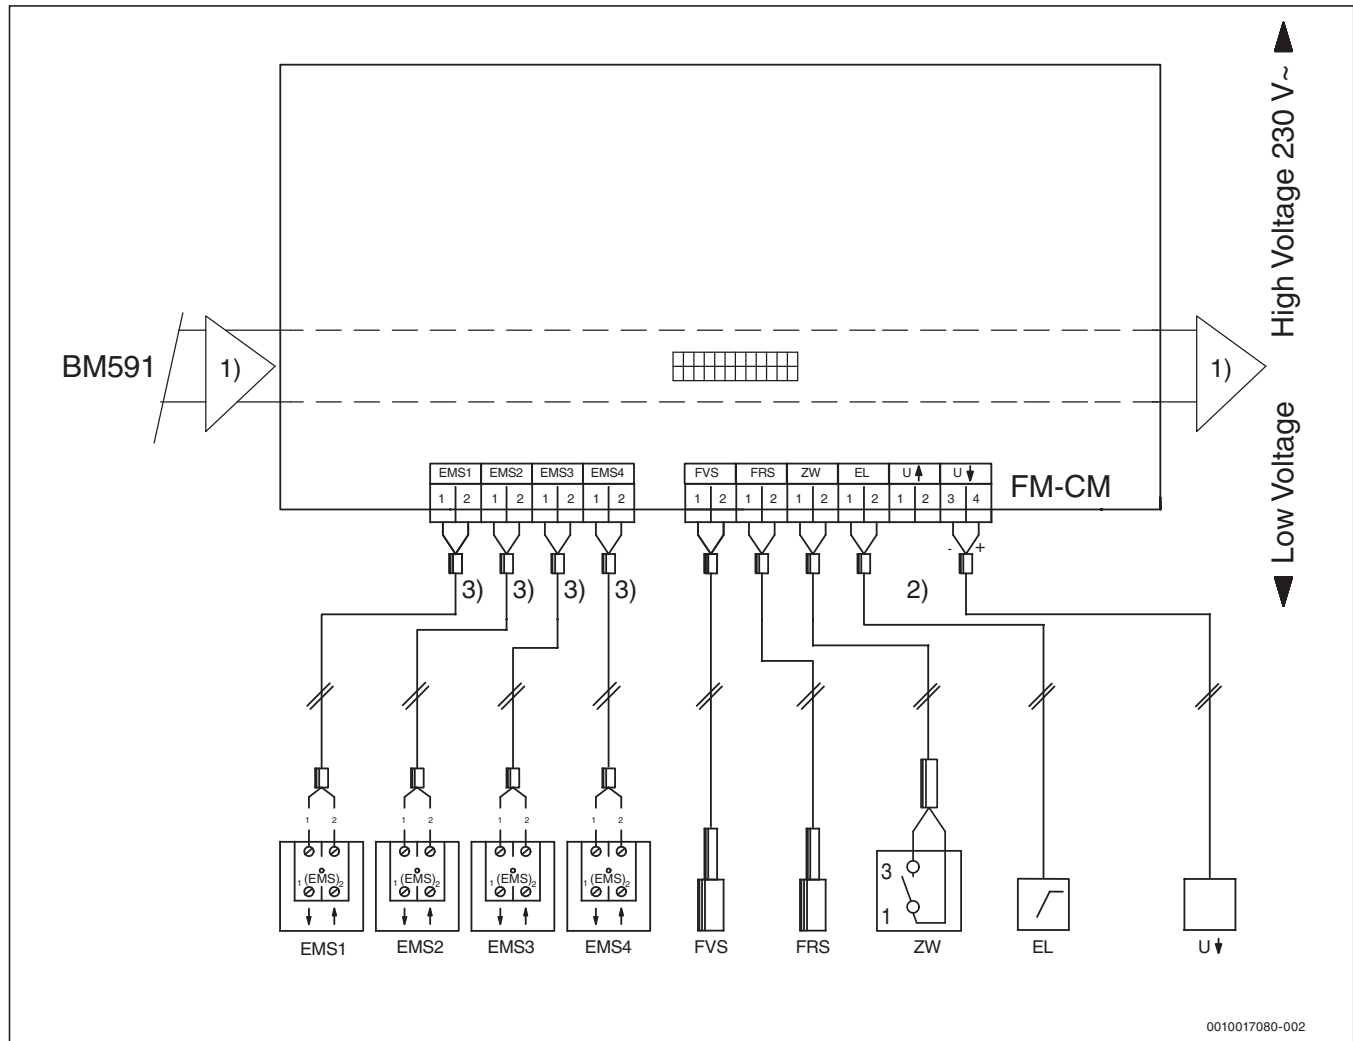 High Voltage 230 V~
Low Voltage
BM591
1)
1)
EMS1 EMS2 EMS3 EMS4 FVS FRS ZW EL U U
1 2 1 2 1 2 1 2 1 2 1 2 1 2 1 2 1 2 3 4
FM-CM
- +
3) 3) 3) 3) 2)
1 2 1 2 1 2 1 2
1 (EMS) 2 1 (EMS) 2 1 (EMS) 2 1 (EMS) 2
3
1
EMS1 EMS2 EMS3 EMS4 FVS FRS ZW EL U
0010017080-002